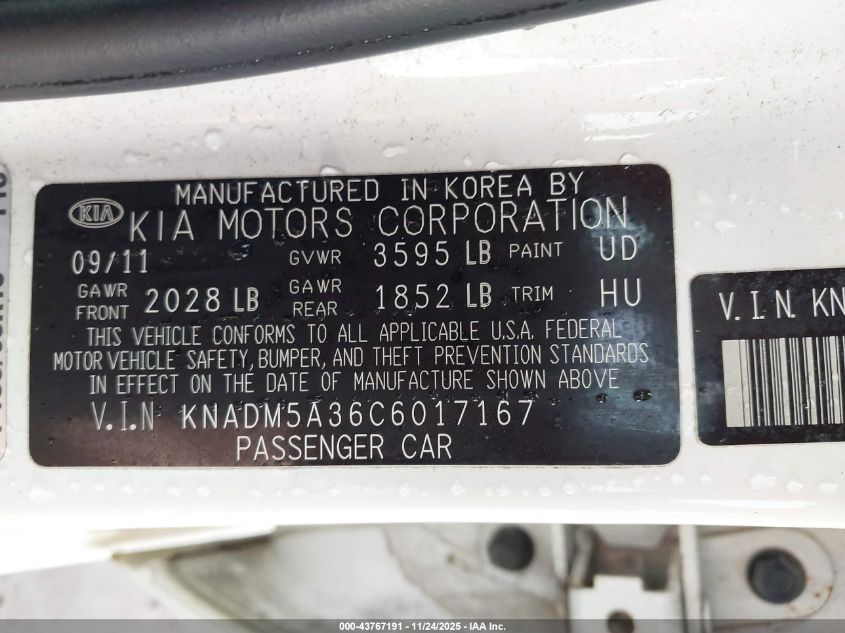 MANUFACTURED IN KOREA BY
KIA KIA MOTORS CORPORATION
09/11 GVWR 3595 LB PAINT UD
GAWR FRONT 2028 LB GAWR REAR 1852 LB TRIM HU
THIS VEHICLE CONFORMS TO ALL APPLICABLE U.S.A. FEDERAL
MOTOR VEHICLE SAFETY, BUMPER, AND THEFT PREVENTION STANDARDS
IN EFFECT ON THE DATE OF MANUFACTURE SHOWN ABOVE
V.I.N KNADM5A36C6017167
PASSENGER CAR
V.I.N. KN
000-43767191 - 11/24/2025 - IAA Inc.